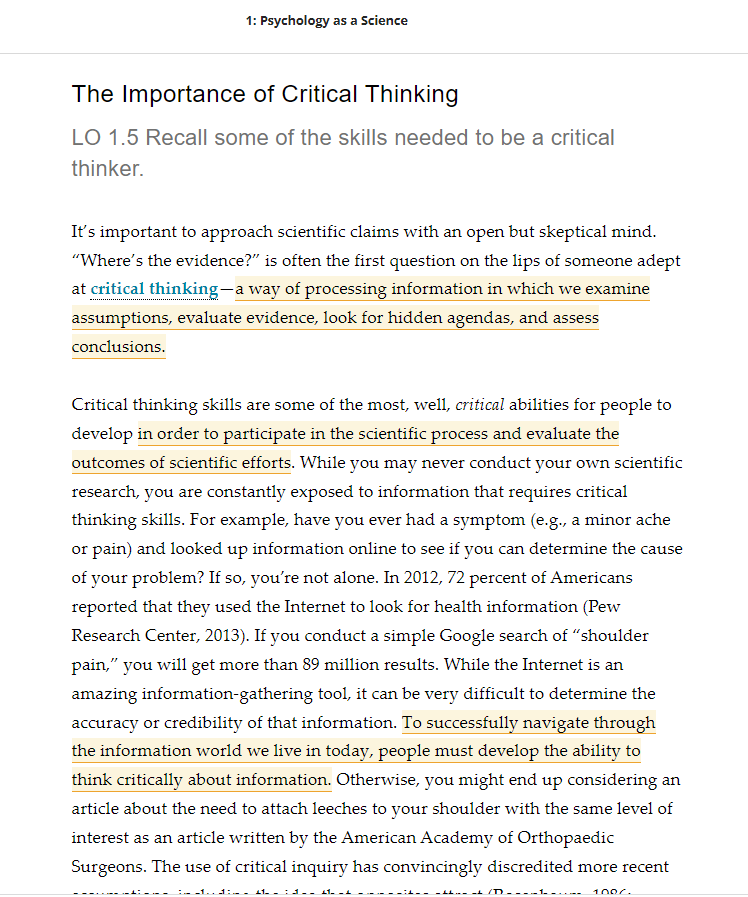 1: Psychology as a Science
The Importance of Critical Thinking
LO 1.5 Recall some of the skills needed to be a critical
thinker.
It’s important to approach scientific claims with an open but skeptical mind.
“Where’s the evidence?” is often the first question on the lips of someone adept
at critical thinking—a way of processing information in which we examine
assumptions, evaluate evidence, look for hidden agendas, and assess
conclusions.
Critical thinking skills are some of the most, well, critical abilities for people to
develop in order to participate in the scientific process and evaluate the
outcomes of scientific efforts. While you may never conduct your own scientific
research, you are constantly exposed to information that requires critical
thinking skills. For example, have you ever had a symptom (e.g., a minor ache
or pain) and looked up information online to see if you can determine the cause
of your problem? If so, you’re not alone. In 2012, 72 percent of Americans
reported that they used the Internet to look for health information (Pew
Research Center, 2013). If you conduct a simple Google search of “shoulder
pain,” you will get more than 89 million results. While the Internet is an
amazing information-gathering tool, it can be very difficult to determine the
accuracy or credibility of that information. To successfully navigate through
the information world we live in today, people must develop the ability to
think critically about information. Otherwise, you might end up considering an
article about the need to attach leeches to your shoulder with the same level of
interest as an article written by the American Academy of Orthopaedic
Surgeons. The use of critical inquiry has convincingly discredited more recent